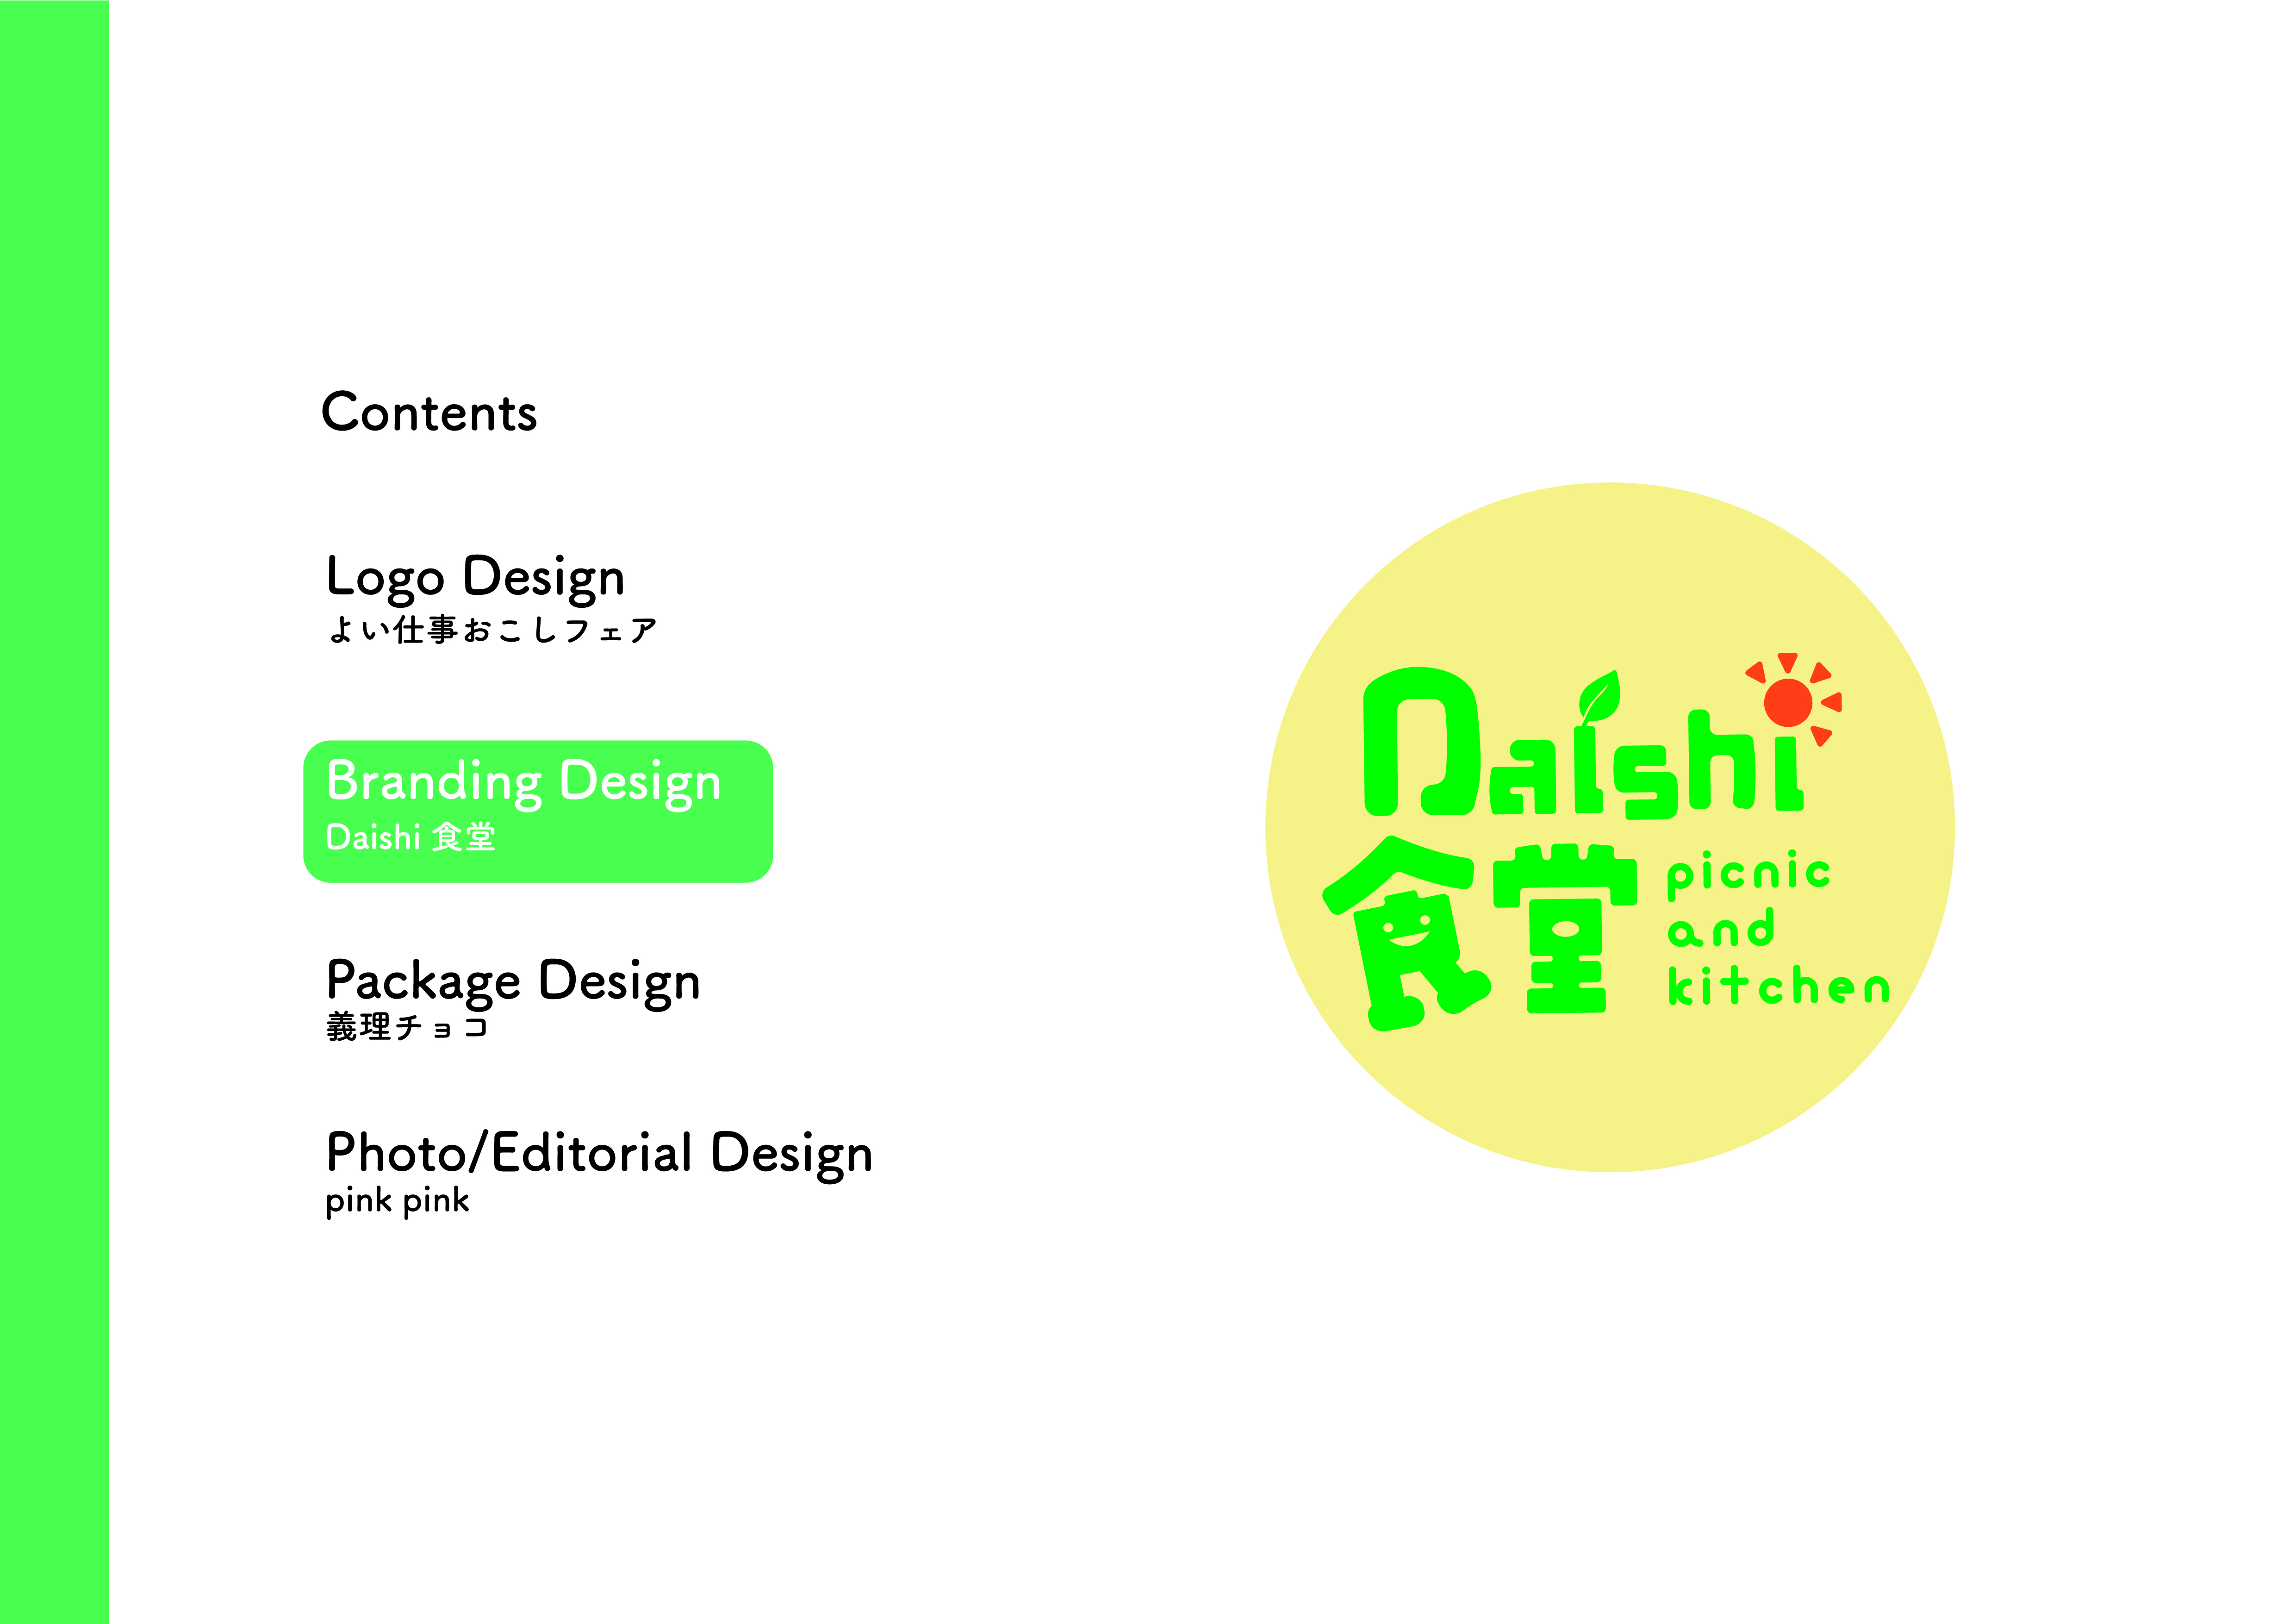 Contents
Logo Design
よい仕事おこしフェア
Branding Design
Daishi 食堂
Package Design
義理チョコ
Photo/Editorial Design
pink pink
Daishi
食堂
picnic
and
kitchen